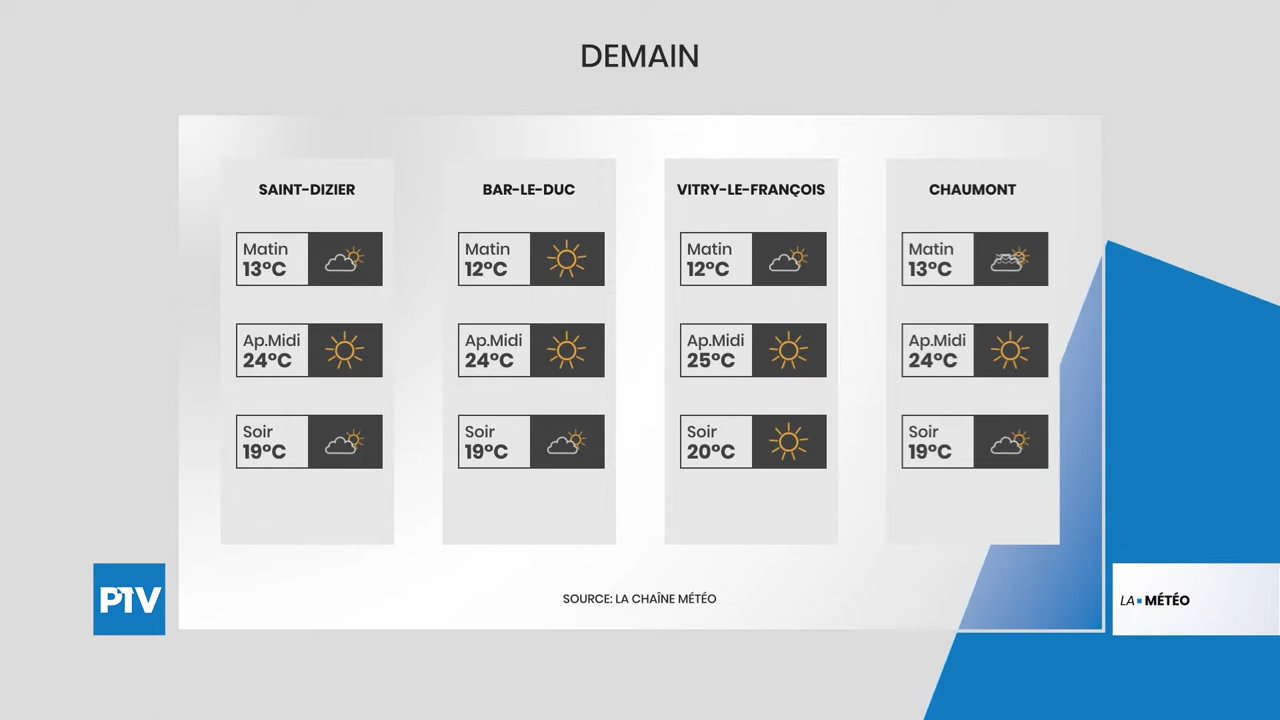 DEMAIN
SAINT-DIZIER
Matin
13°C
Ap.Midi
24°C
Soir
19°C
BAR-LE-DUC
Matin
12°C
Ap.Midi
24°C
Soir
19°C
VITRY-LE-FRANÇOIS
Matin
12°C
Ap.Midi
25°C
Soir
20°C
CHAUMONT
Matin
13°C
Ap.Midi
24°C
Soir
19°C
SOURCE: LA CHAÎNE MÉTÉO
PTV
LA▪MÉTÉO